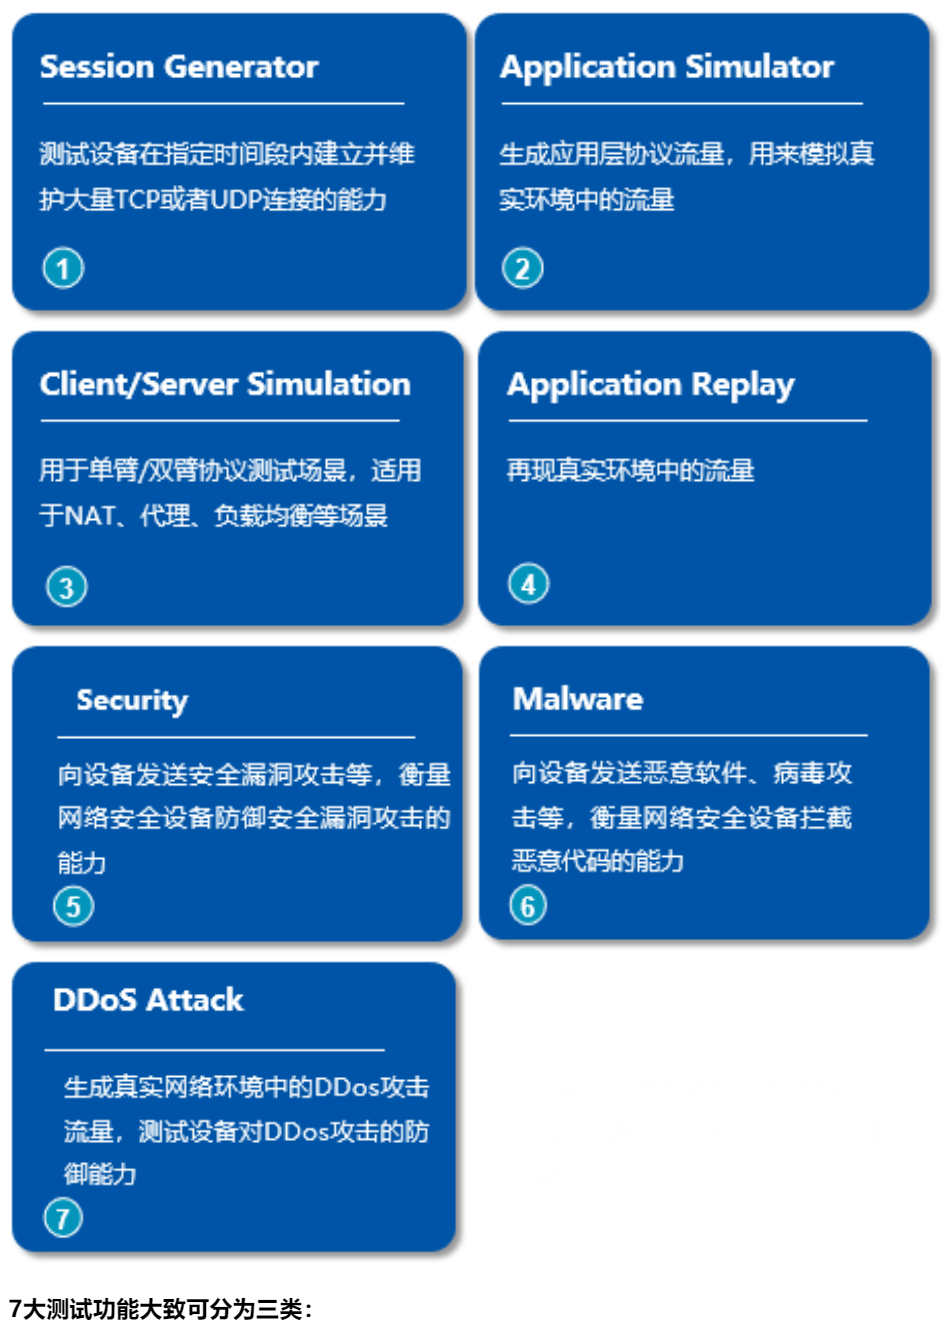 Session Generator
测试设备在指定时间段内建立并维
护大量TCP或者UDP连接的能力
1
Application Simulator
生成应用层协议流量，用来模拟真
实环境中的流量
2
Client/Server Simulation
用于单臂/双臂协议测试场景，适用
于NAT、代理、负载均衡等场景
3
Application Replay
再现真实环境中的流量
4
Security
向设备发送安全漏洞攻击等，衡量
网络安全设备防御安全漏洞攻击的
能力
5
Malware
向设备发送恶意软件、病毒攻
击等，衡量网络安全设备拦截
恶意代码的能力
6
DDoS Attack
生成真实网络环境中的DDos攻击
流量，测试设备对DDos攻击的防
御能力
7
7大测试功能大致可分为三类：